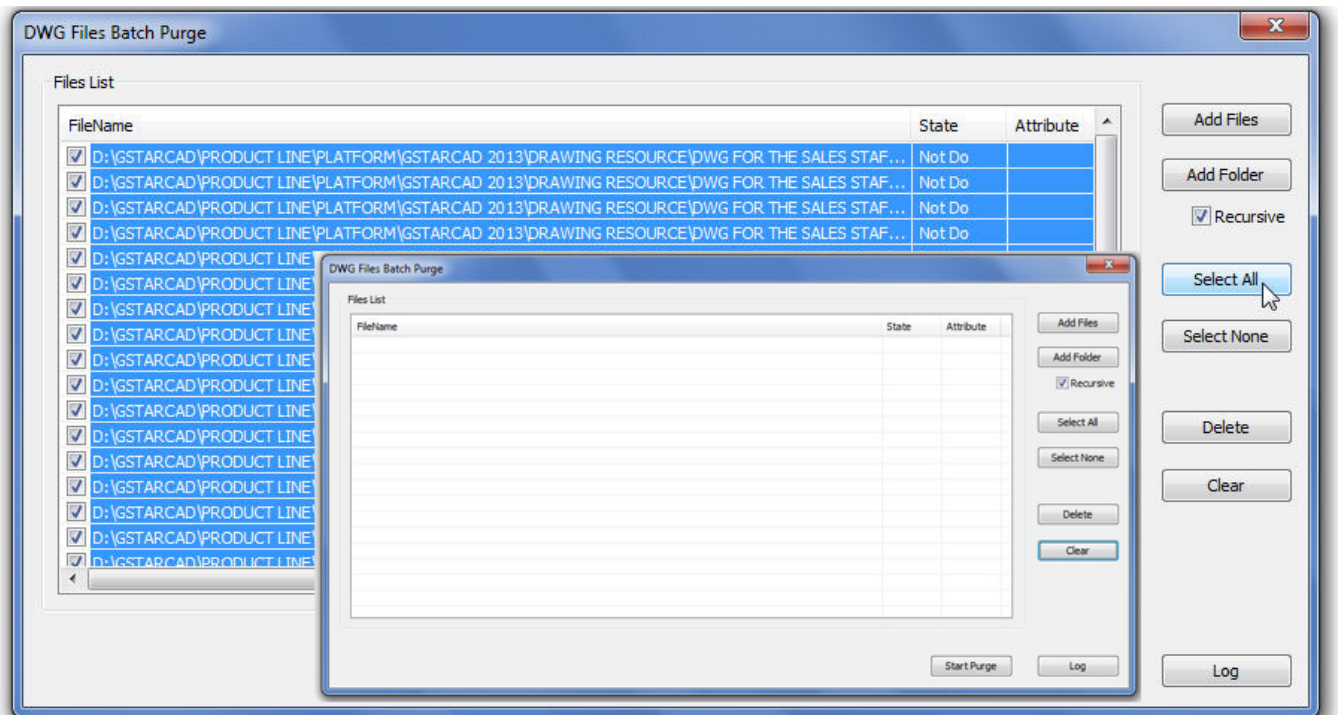 DWG Files Batch Purge
Files List
FileName State Attribute
D:\GSTARCAD\PRODUCT LINE\PLATFORM\GSTARCAD 2013\DRAWING RESOURCE\DWG FOR THE SALES STAF... Not Do
D:\GSTARCAD\PRODUCT LINE\PLATFORM\GSTARCAD 2013\DRAWING RESOURCE\DWG FOR THE SALES STAF... Not Do
D:\GSTARCAD\PRODUCT LINE\PLATFORM\GSTARCAD 2013\DRAWING RESOURCE\DWG FOR THE SALES STAF... Not Do
D:\GSTARCAD\PRODUCT LINE\PLATFORM\GSTARCAD 2013\DRAWING RESOURCE\DWG FOR THE SALES STAF... Not Do
D:\GSTARCAD\PRODUCT LINE\
D:\GSTARCAD\PRODUCT LINE\
D:\GSTARCAD\PRODUCT LINE\
D:\GSTARCAD\PRODUCT LINE\
D:\GSTARCAD\PRODUCT LINE\
D:\GSTARCAD\PRODUCT LINE\
D:\GSTARCAD\PRODUCT LINE\
D:\GSTARCAD\PRODUCT LINE\
D:\GSTARCAD\PRODUCT LINE\
D:\GSTARCAD\PRODUCT LINE\
D:\GSTARCAD\PRODUCT LINE\
D:\GSTARCAD\PRODUCT LINE\
D:\GSTARCAD\PRODUCT LINE\
Add Files
Add Folder
Recursive
Select All
Select None
Delete
Clear
Log
DWG Files Batch Purge
Files List
FileName State Attribute
Add Files
Add Folder
Recursive
Select All
Select None
Delete
Clear
Start Purge Log